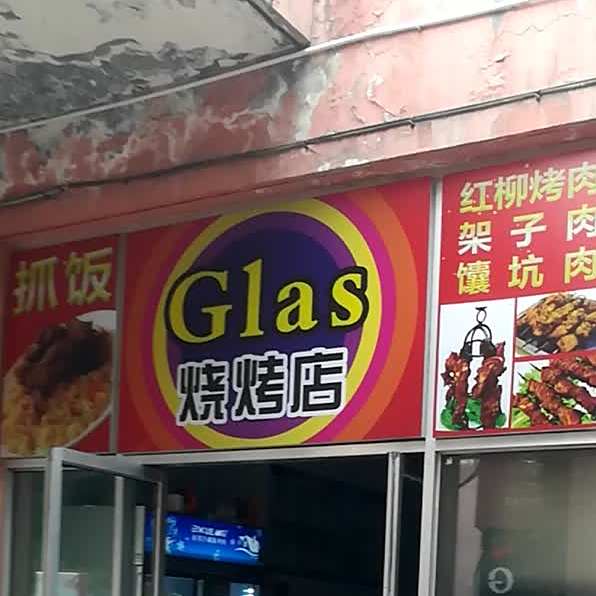 抓饭
Glas
烧烤店
红柳烤肉
架子肉
馕坑肉